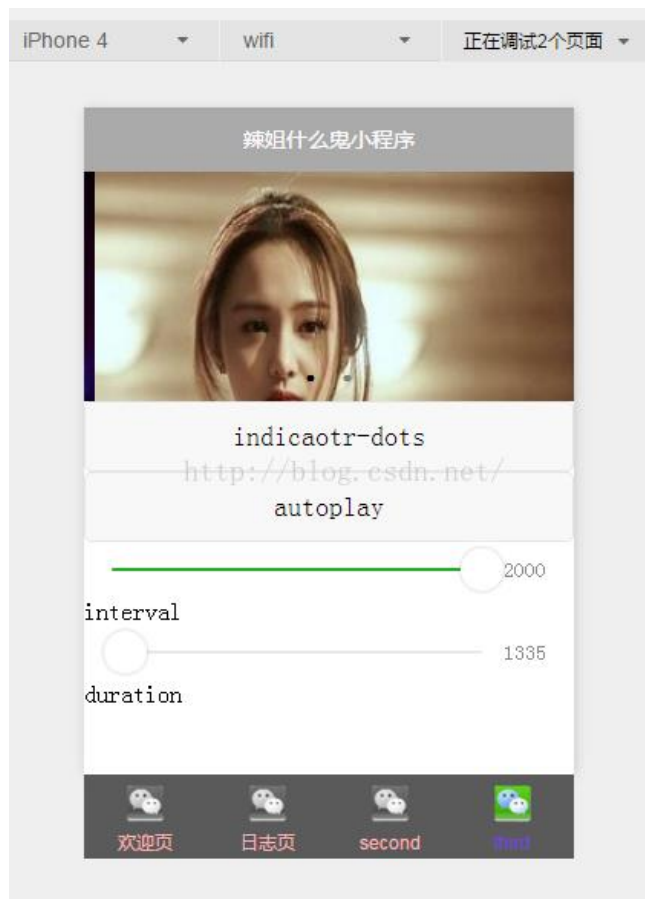 iPhone 4 wifi 正在调试2个页面
辣姐什么鬼小程序
indicaotr-dots
http://blog.csdn.net/
autoplay
2000
interval
1335
duration
欢迎页 日志页 second third